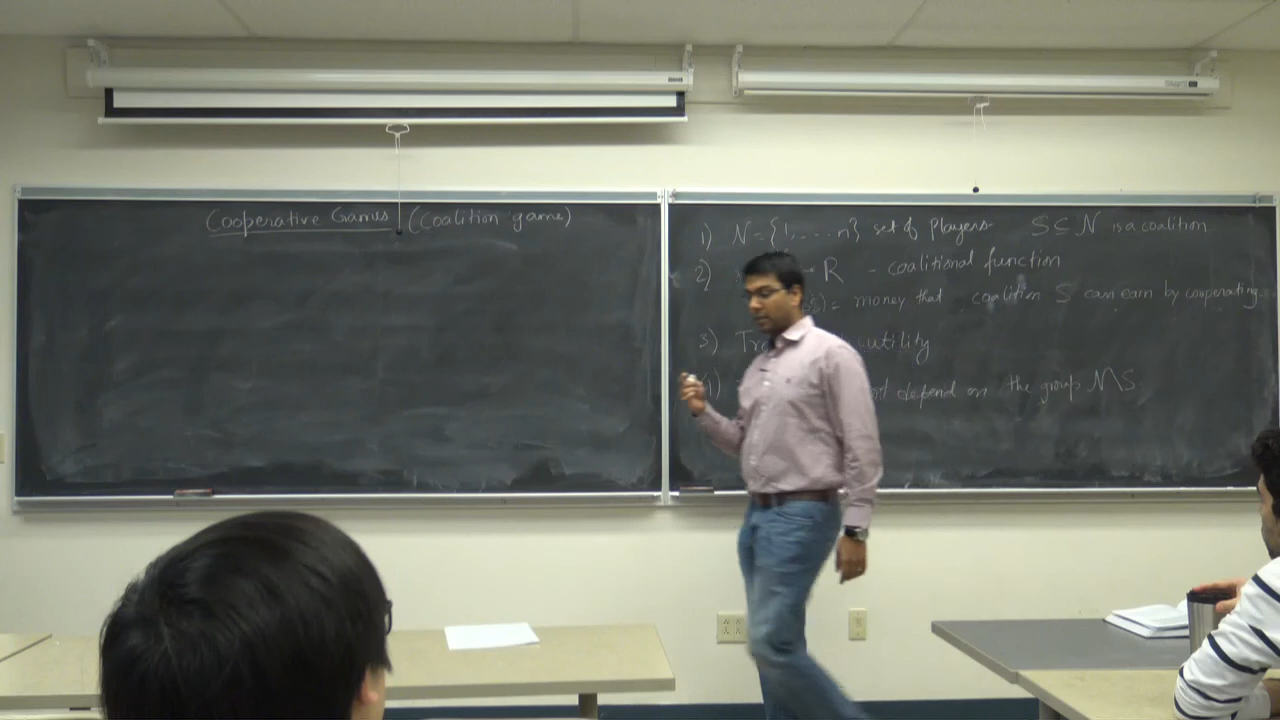 Cooperative Games (Coalition game)
1) N = {1, ..... n} set of Players S ⊆ N is a coalition
2) R - coalitional function
= money that coalition S can earn by cooperating.
3) utility
depend on the group N\S